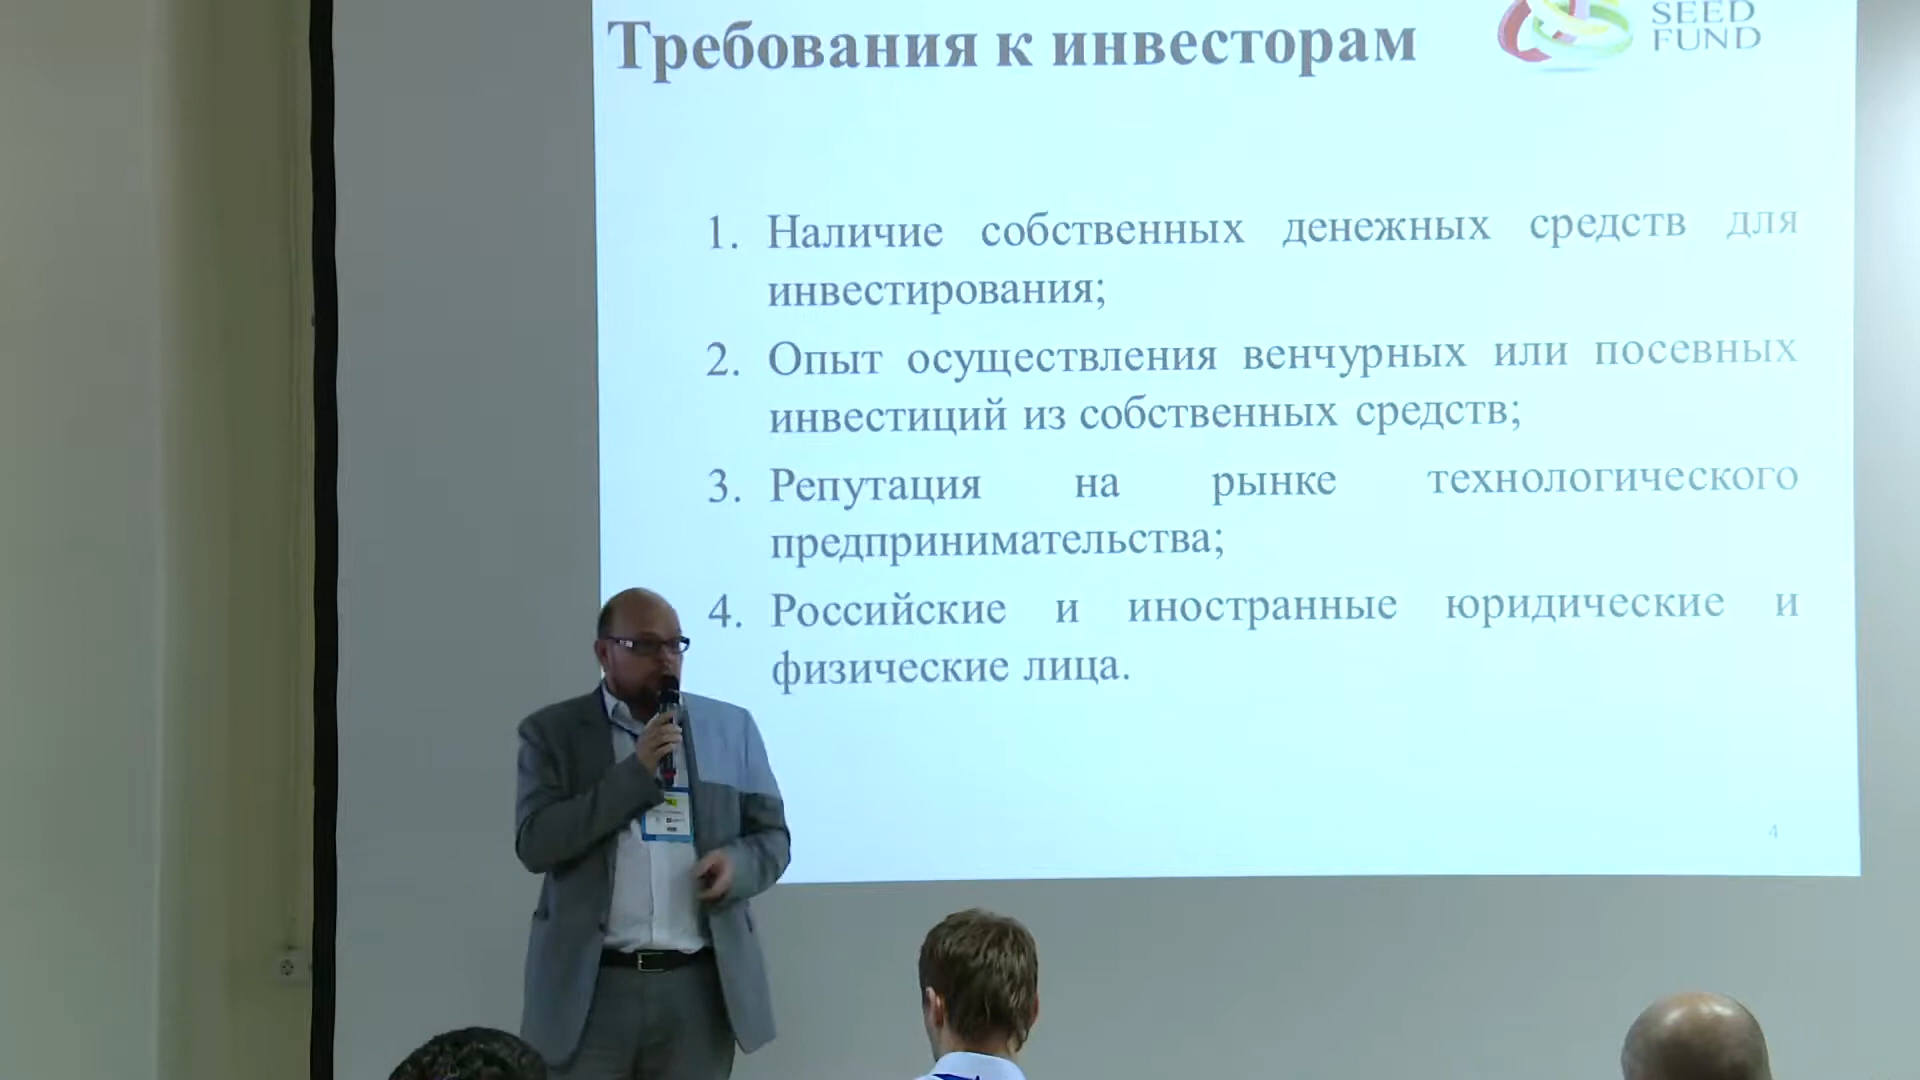 Требования к инвесторам
SEED
FUND
1. Наличие собственных денежных средств для
инвестирования;
2. Опыт осуществления венчурных или посевных
инвестиций из собственных средств;
3. Репутация на рынке технологического
предпринимательства;
4. Российские и иностранные юридические и
физические лица.
4